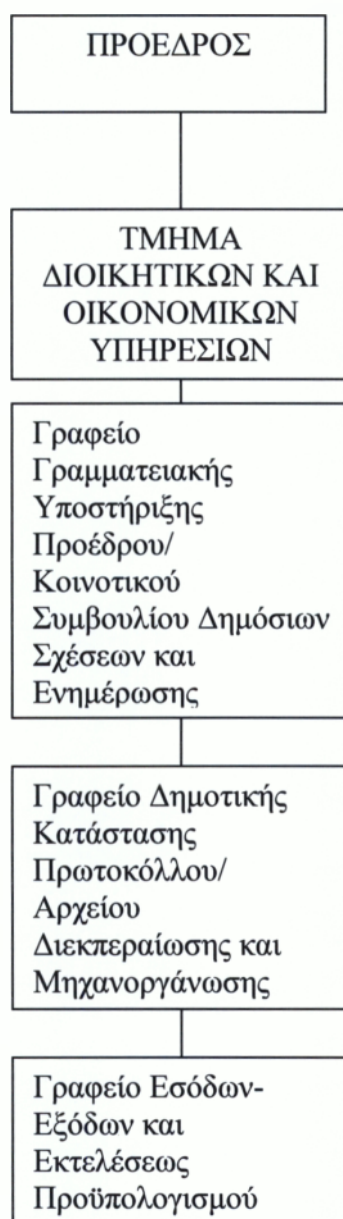 ΠΡΟΕΔΡΟΣ
ΤΜΗΜΑ
ΔΙΟΙΚΗΤΙΚΩΝ ΚΑΙ
ΟΙΚΟΝΟΜΙΚΩΝ
ΥΠΗΡΕΣΙΩΝ
Γραφείο
Γραμματειακής
Υποστήριξης
Προέδρου/
Κοινοτικού
Συμβουλίου Δημόσιων
Σχέσεων και
Ενημέρωσης
Γραφείο Δημοτικής
Κατάστασης
Πρωτοκόλλου/
Αρχείου
Διεκπεραίωσης και
Μηχανοργάνωσης
Γραφείο Εσόδων-
Εξόδων και
Εκτελέσεως
Προϋπολογισμού